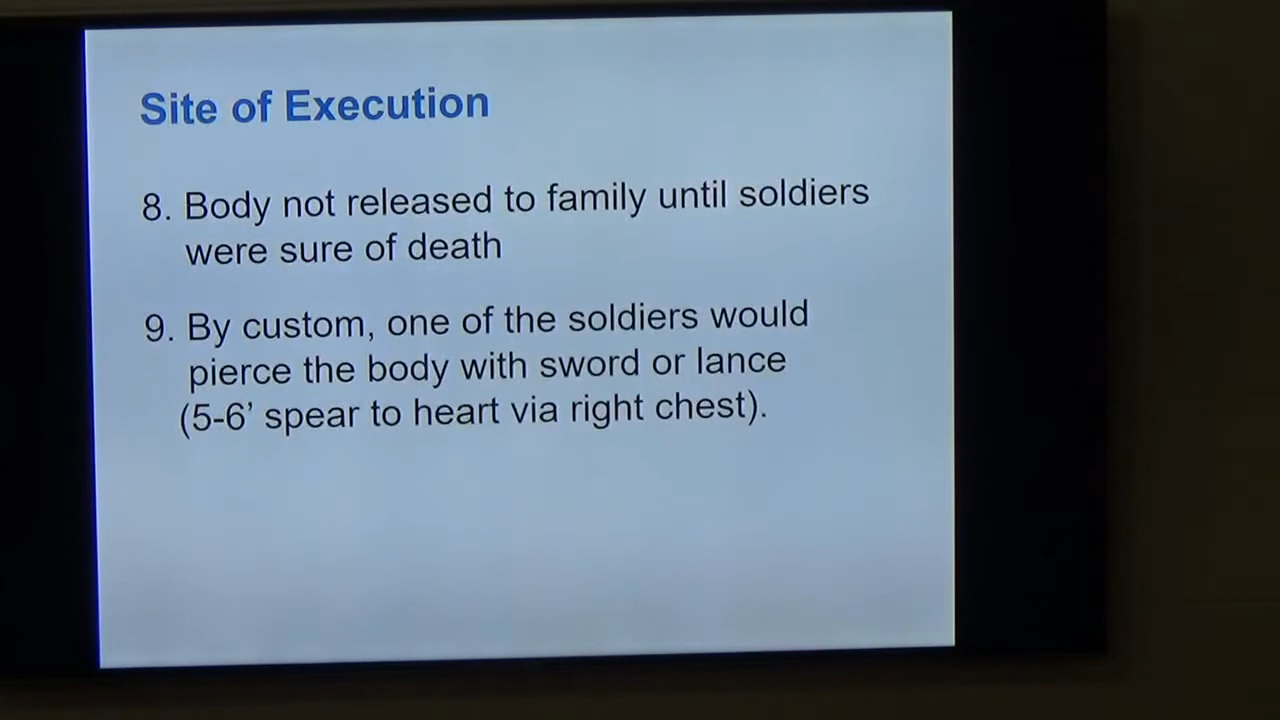 Site of Execution
8. Body not released to family until soldiers
were sure of death
9. By custom, one of the soldiers would
pierce the body with sword or lance
(5-6’ spear to heart via right chest).